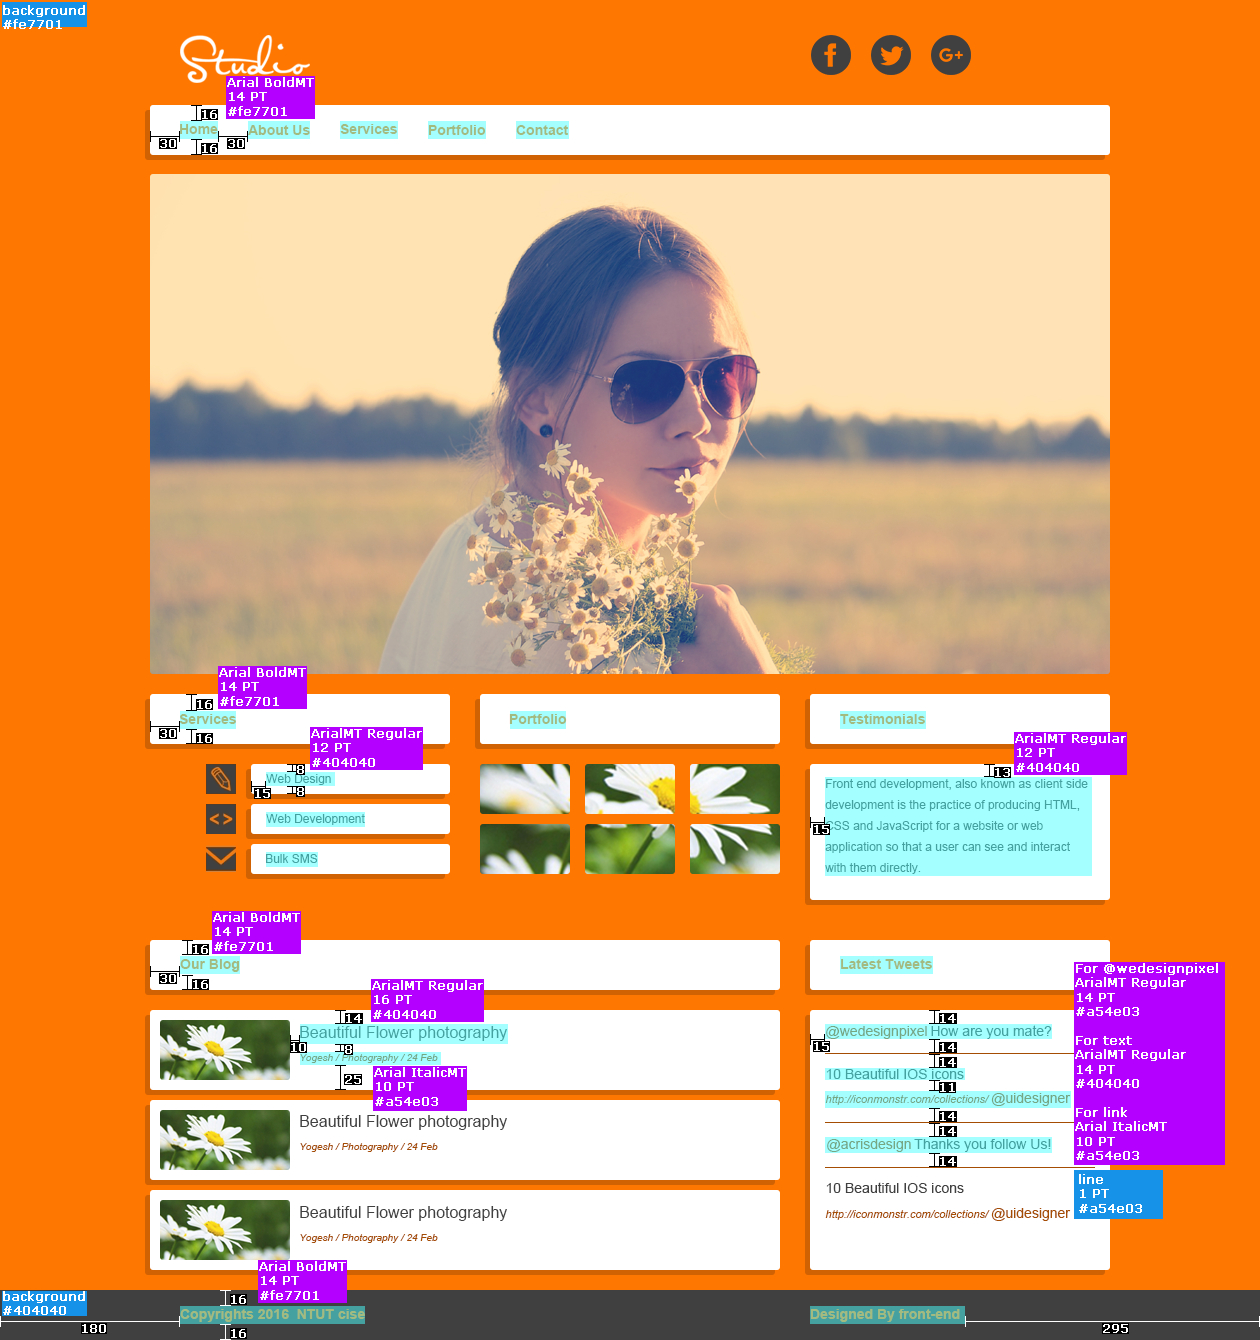 background
#fe7701
Studio
f
G+
Arial BoldMT
14 PT
#fe7701
16
Home
About Us
Services
Portfolio
Contact
30
16
30
Arial BoldMT
14 PT
#fe7701
16
Services
30
16
Portfolio
Testimonials
ArialMT Regular
12 PT
#404040
8
Web Design
15
8
<>
Web Development
Bulk SMS
ArialMT Regular
12 PT
#404040
13
Front end development, also known as client side
development is the practice of producing HTML,
15
CSS and JavaScript for a website or web
application so that a user can see and interact
with them directly.
Arial BoldMT
14 PT
#fe7701
16
Our Blog
30
16
Latest Tweets
ArialMT Regular
16 PT
#404040
14
Beautiful Flower photography
10
8
Yogesh / Photography / 24 Feb
25
Arial ItalicMT
10 PT
#a54e03
Beautiful Flower photography
Yogesh / Photography / 24 Feb
Beautiful Flower photography
Yogesh / Photography / 24 Feb
For @wedesignpixel
ArialMT Regular
14 PT
#a54e03
For text
ArialMT Regular
14 PT
#404040
For link
Arial ItalicMT
10 PT
#a54e03
line
1 PT
#a54e03
14
@wedesignpixel How are you mate?
15
14
14
10 Beautiful IOS icons
11
http://iconmonstr.com/collections/ @uidesigner
14
14
@acrisdesign Thanks you follow Us!
14
10 Beautiful IOS icons
http://iconmonstr.com/collections/ @uidesigner
Arial BoldMT
14 PT
#fe7701
background
#404040
16
Copyrights 2016 NTUT cise
Designed By front-end
180
16
295